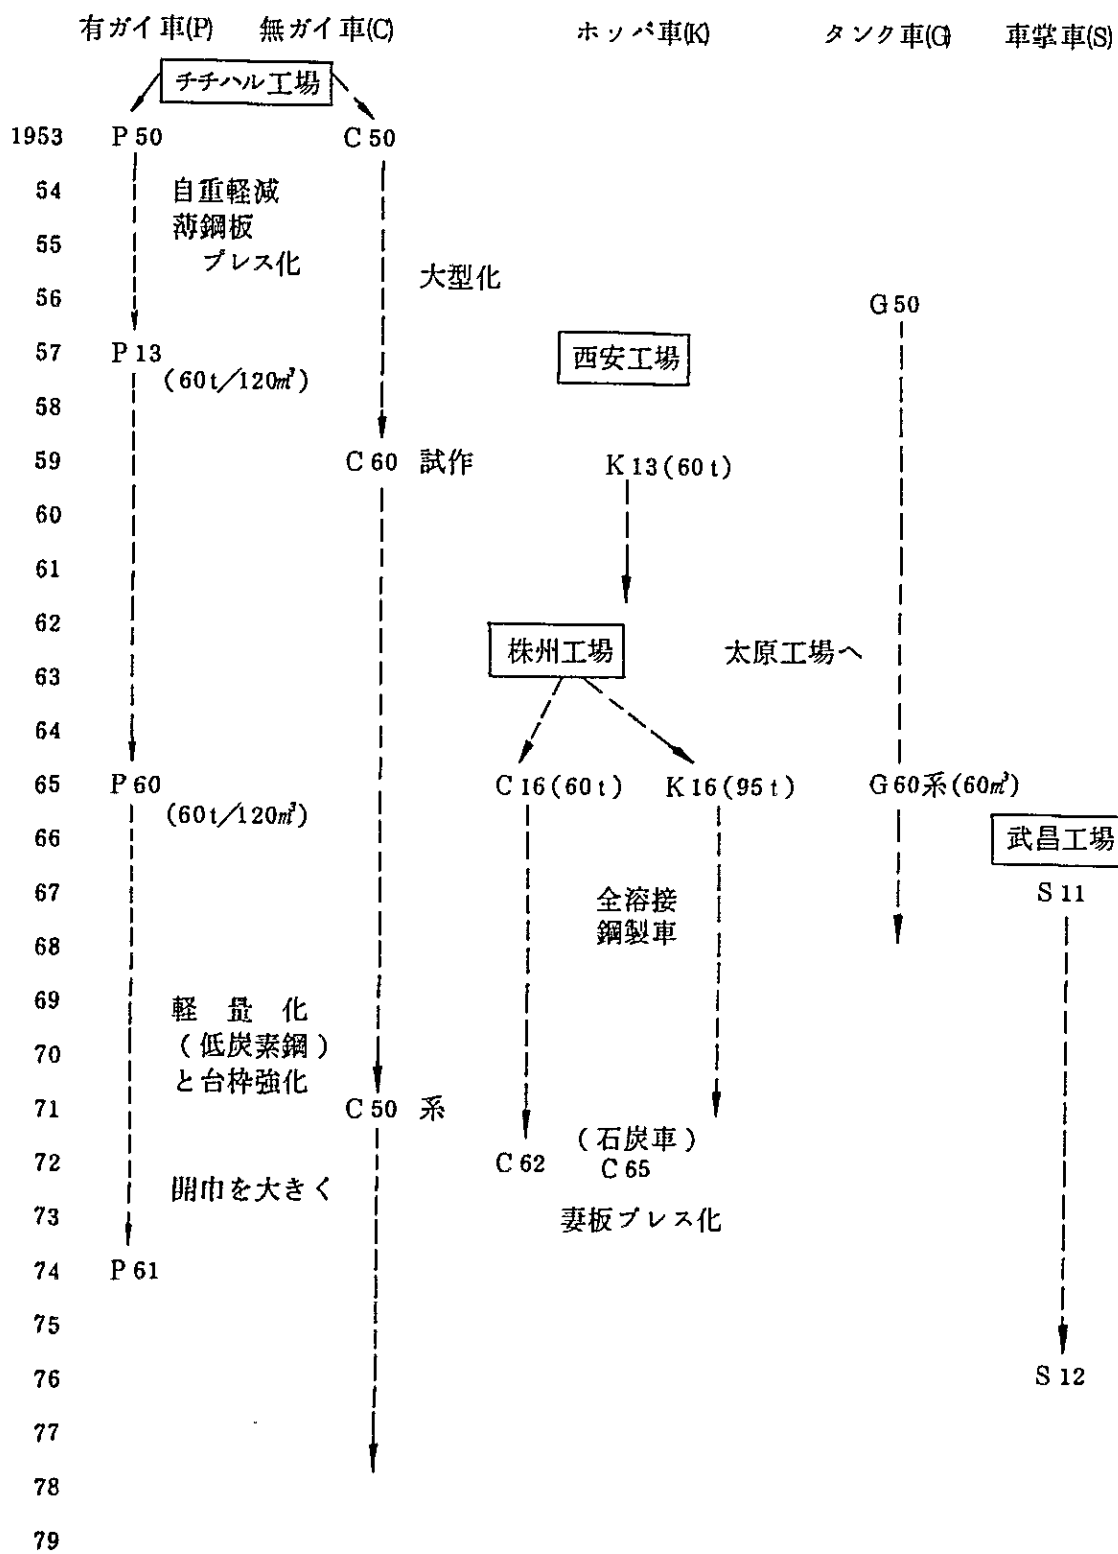 有ガイ車(P) 無ガイ車(C) ホッパ車(K) タンク車(G) 車掌車(S)
チチハル工場
1953 P 50 C 50
54 自重軽減
薄鋼板
55
プレス化
大型化
56 G 50
57 P 13 西安工場
(60t/120㎥)
58
59 C 60 試作 K 13(60t)
60
61
62
株州工場 太原工場へ
63
64
65 P 60 C 16(60t) K 16(95t) G 60系(60㎥)
(60t/120㎥)
66 武昌工場
67 全溶接 S 11
鋼製車
68
69 軽量化
70 (低炭素鋼)
と台枠強化
71 C 50 系
(石炭車)
72 C 62 C 65
開巾を大きく
73 妻板プレス化
74 P 61
75
76 S 12
77
78
79